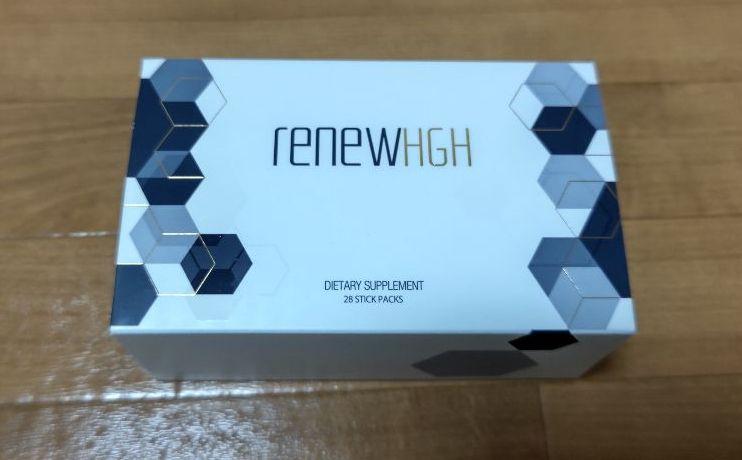 renewHGH
DIETARY SUPPLEMENT
28 STICK PACKS